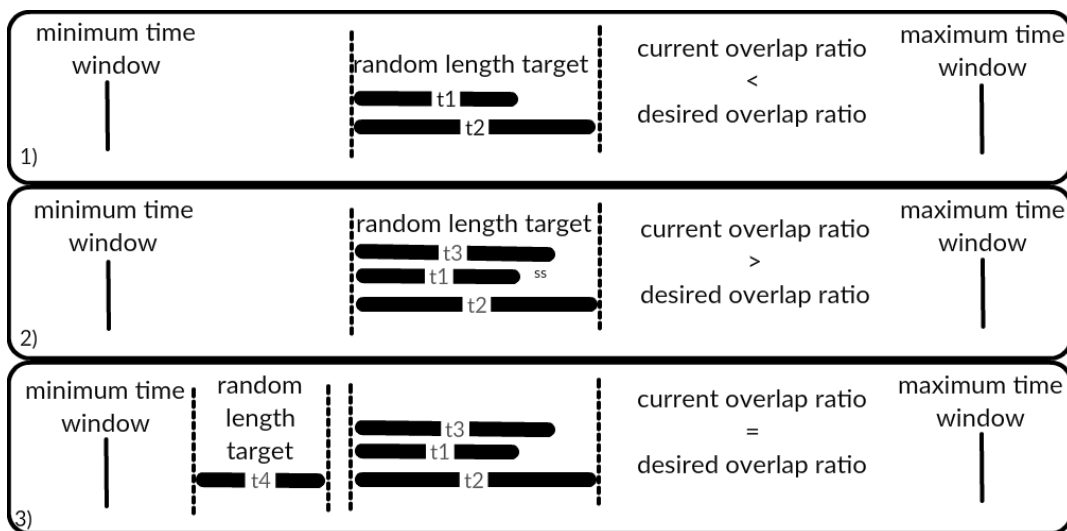 minimum time
window
random length target
t1
t2
current overlap ratio
<
desired overlap ratio
maximum time
window
1)
minimum time
window
random length target
t3
t1
ss
t2
current overlap ratio
>
desired overlap ratio
maximum time
window
2)
minimum time
window
random
length
target
t4
t3
t1
t2
current overlap ratio
=
desired overlap ratio
maximum time
window
3)